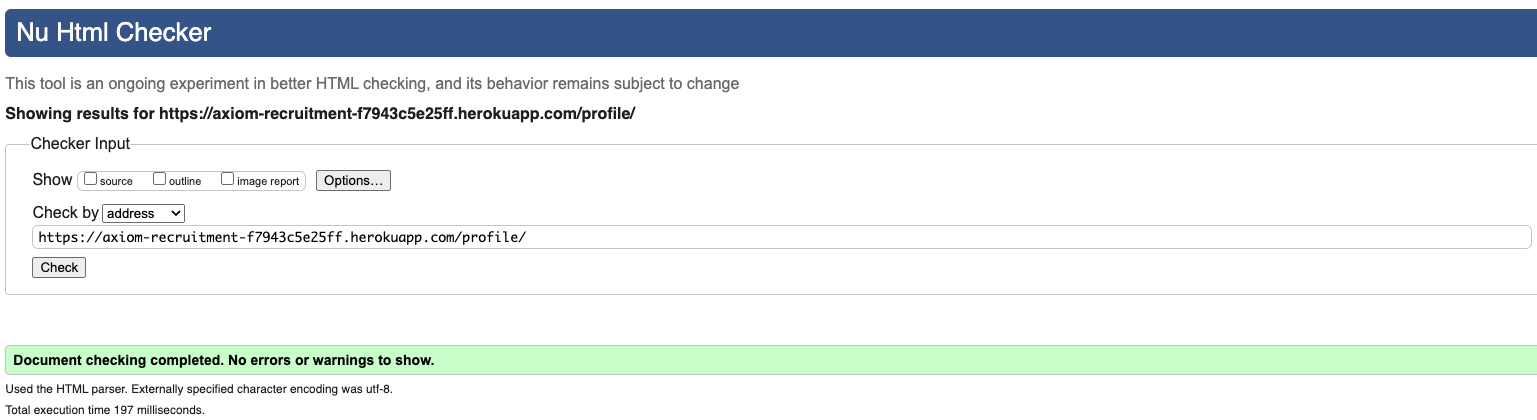 Nu Html Checker
This tool is an ongoing experiment in better HTML checking, and its behavior remains subject to change
Showing results for https://axiom-recruitment-f7943c5e25ff.herokuapp.com/profile/
Checker Input
Show source outline image report Options...
Check by address
https://axiom-recruitment-f7943c5e25ff.herokuapp.com/profile/
Check
Document checking completed. No errors or warnings to show.
Used the HTML parser. Externally specified character encoding was utf-8.
Total execution time 197 milliseconds.